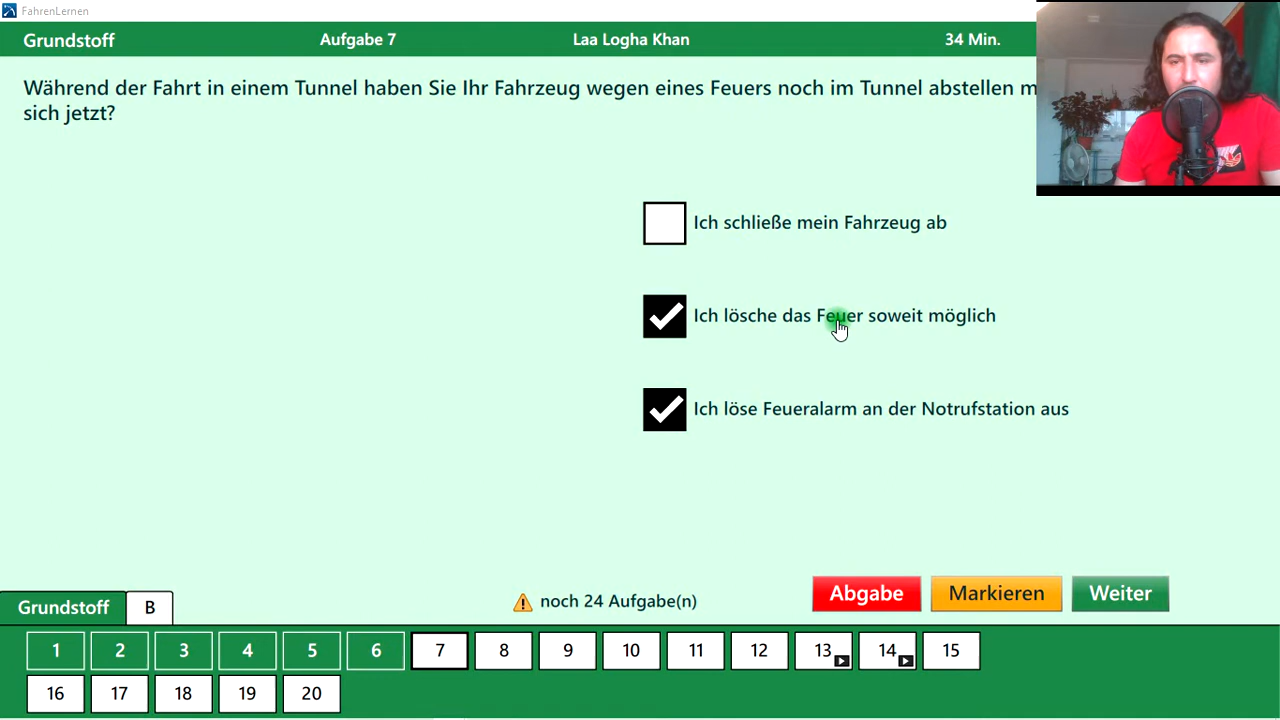 FahrenLernen
Grundstoff Aufgabe 7 Laa Logha Khan 34 Min.
Während der Fahrt in einem Tunnel haben Sie Ihr Fahrzeug wegen eines Feuers noch im Tunnel abstellen
sich jetzt?
Ich schließe mein Fahrzeug ab
Ich lösche das Feuer soweit möglich
Ich löse Feueralarm an der Notrufstation aus
Abgabe Markieren Weiter
Grundstoff B noch 24 Aufgabe(n)
1 2 3 4 5 6 7 8 9 10 11 12 13 14 15
16 17 18 19 20